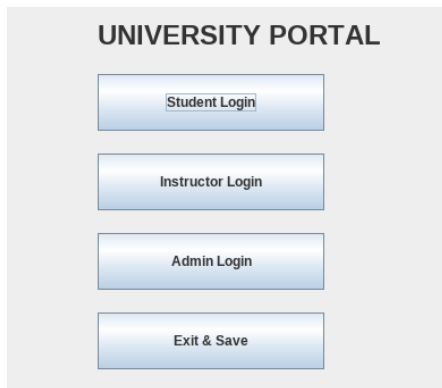 UNIVERSITY PORTAL
Student Login
Instructor Login
Admin Login
Exit & Save